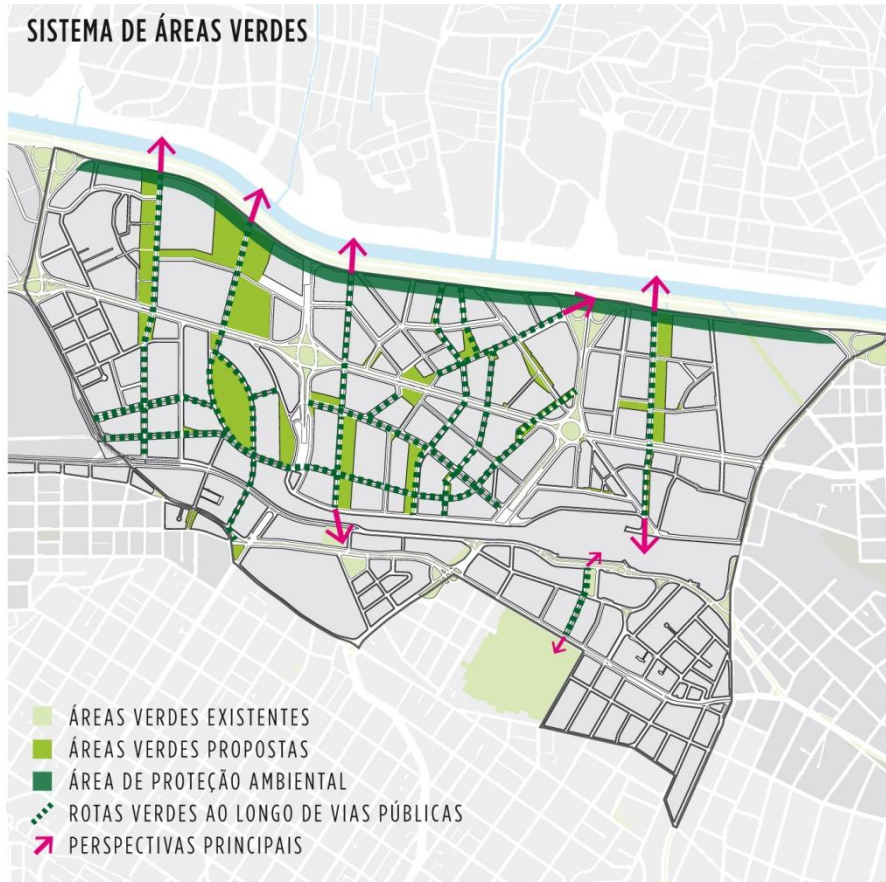 SISTEMA DE ÁREAS VERDES
ÁREAS VERDES EXISTENTES
ÁREAS VERDES PROPOSTAS
ÁREA DE PROTEÇÃO AMBIENTAL
ROTAS VERDES AO LONGO DE VIAS PÚBLICAS
PERSPECTIVAS PRINCIPAIS